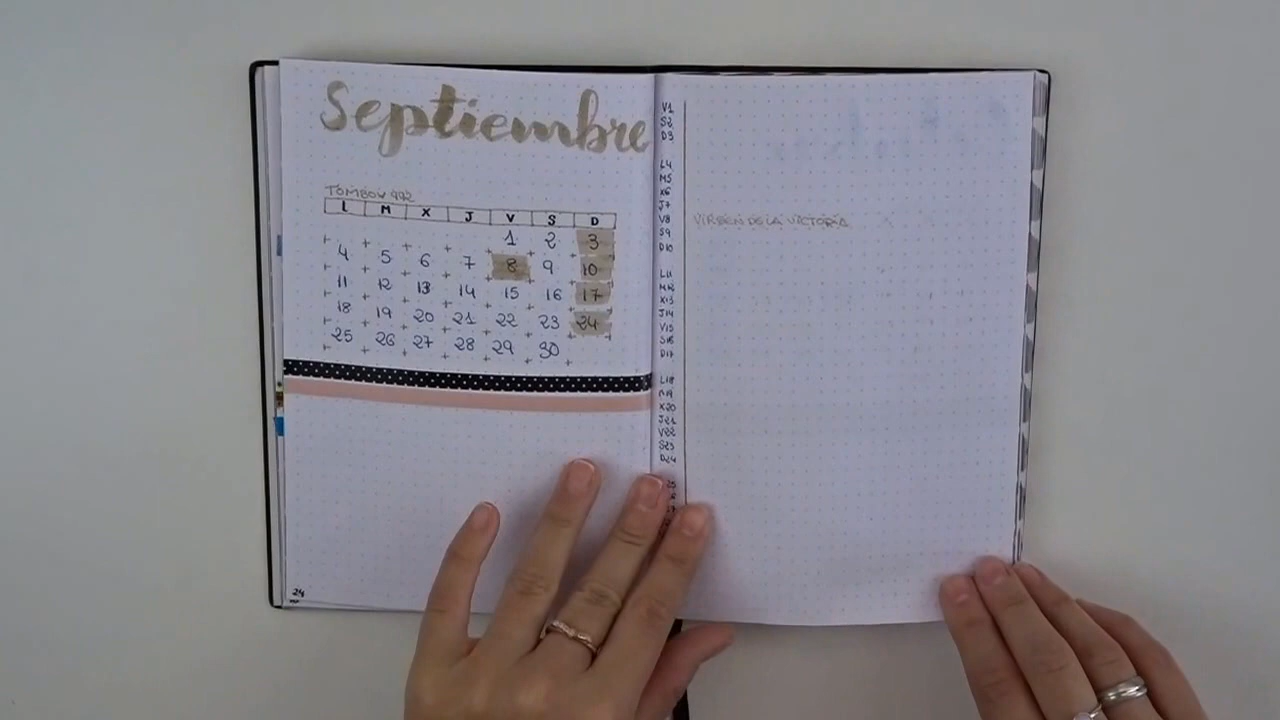 Septiembre
TOMBOW 992
L M X J V S D
1 2 3
4 5 6 7 8 9 10
11 12 13 14 15 16 17
18 19 20 21 22 23 24
25 26 27 28 29 30
24
V1
S2
D3
L4
M5
X6
J7
V8 VIRGEN DE LA VICTORIA
S9
D10
L11
M12
X13
J14
V15
S16
D17
L18
M19
X20
J21
V22
S23
D24